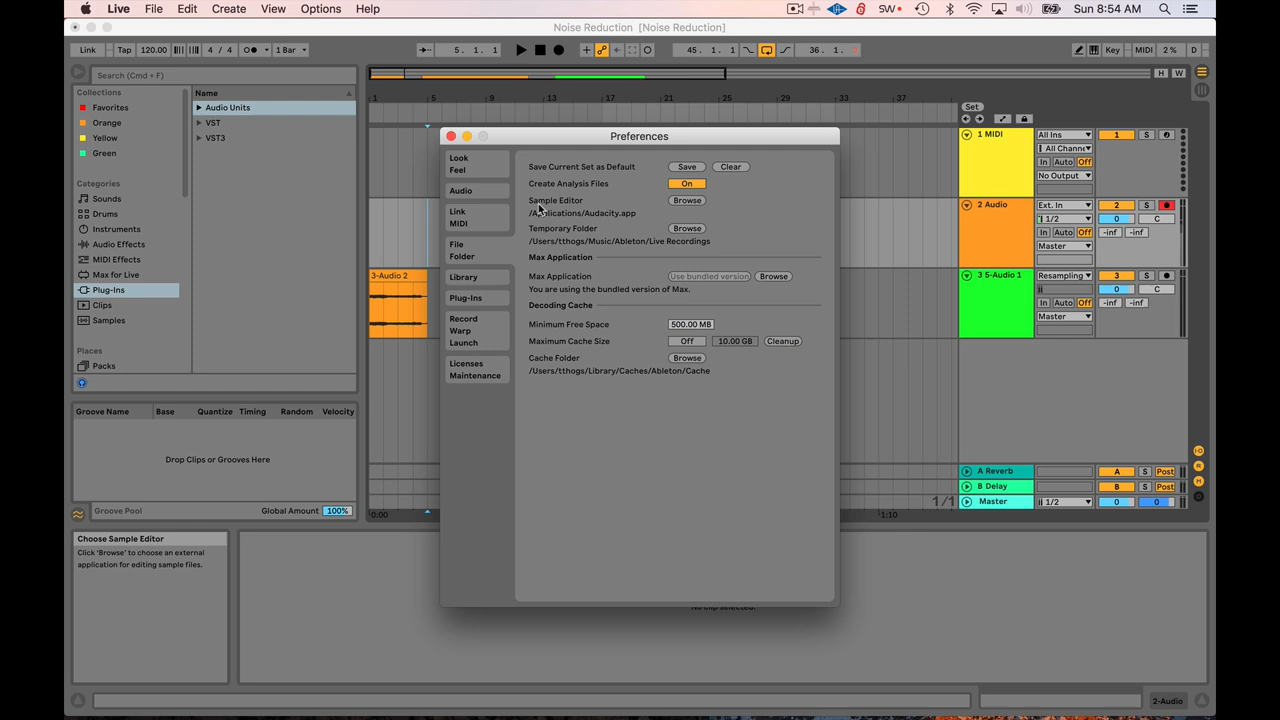 Live File Edit Create View Options Help SW Sun 8:54 AM
Noise Reduction [Noise Reduction]
Link Tap 120.00 4 / 4 1 Bar 5. 1. 1 45. 1. 1 36. 1. Key MIDI 2 % D
Search (Cmd + F)
H W
Collections
Favorites
Orange
Yellow
Green
Categories
Sounds
Drums
Instruments
Audio Effects
MIDI Effects
Max for Live
Plug-Ins
Clips
Samples
Places
Packs
Name
Audio Units
VST
VST3
1 5 9 13 17 21 25 29 33 37
Set
3-Audio 2
Preferences
Look
Feel
Audio
Link
MIDI
File
Folder
Library
Plug-Ins
Record
Warp
Launch
Licenses
Maintenance
Save Current Set as Default Save Clear
Create Analysis Files On
Sample Editor Browse
/Applications/Audacity.app
Temporary Folder Browse
/Users/tthogs/Music/Ableton/Live Recordings
Max Application
Max Application Use bundled version Browse
You are using the bundled version of Max.
Decoding Cache
Minimum Free Space 500.00 MB
Maximum Cache Size Off 10.00 GB Cleanup
Cache Folder Browse
/Users/tthogs/Library/Caches/Ableton/Cache
1 MIDI All Ins 1 S
All Channe
In Auto Off
No Output
2 Audio Ext. In 2 S
1/2 0 C
In Auto Off -inf -inf
Master
3 5-Audio 1 Resampling 3 S
0 C
In Auto Off -inf -inf
Master
A Reverb A S Post
B Delay B S Post
1/1 Master 1/2 0 0
0:00 1:10
Groove Name Base Quantize Timing Random Velocity
Drop Clips or Grooves Here
Groove Pool Global Amount 100%
Choose Sample Editor
Click 'Browse' to choose an external
application for editing sample files.
No clip selected.
2-Audio